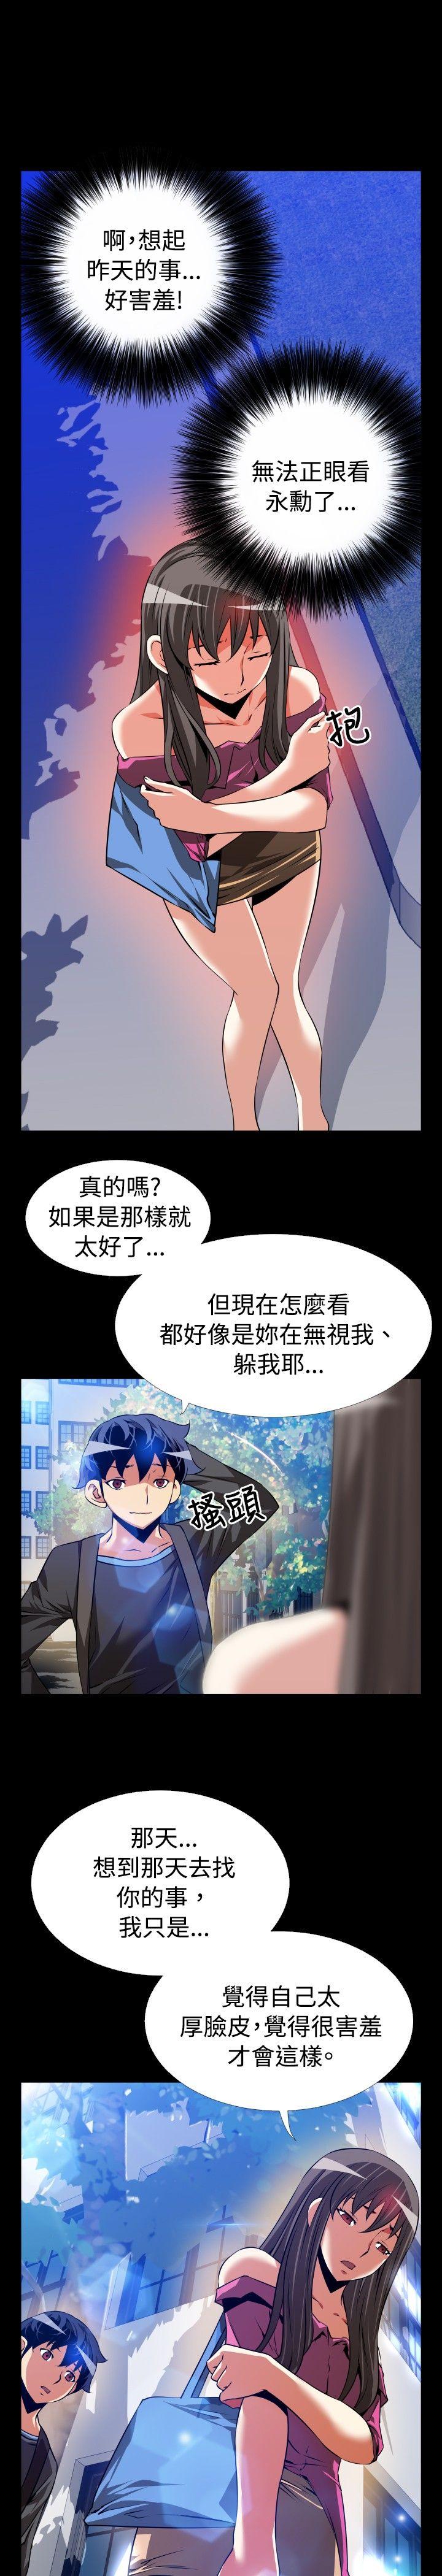 啊,想起
昨天的事...
好害羞!
無法正眼看
永勳了...
抱
真的嗎?
如果是那樣就
太好了...
但現在怎麼看
都好像是妳在無視我、
躲我耶...
搔頭
那天...
想到那天去找
你的事，
我只是...
覺得自己太
厚臉皮,覺得很害羞
才會這樣。